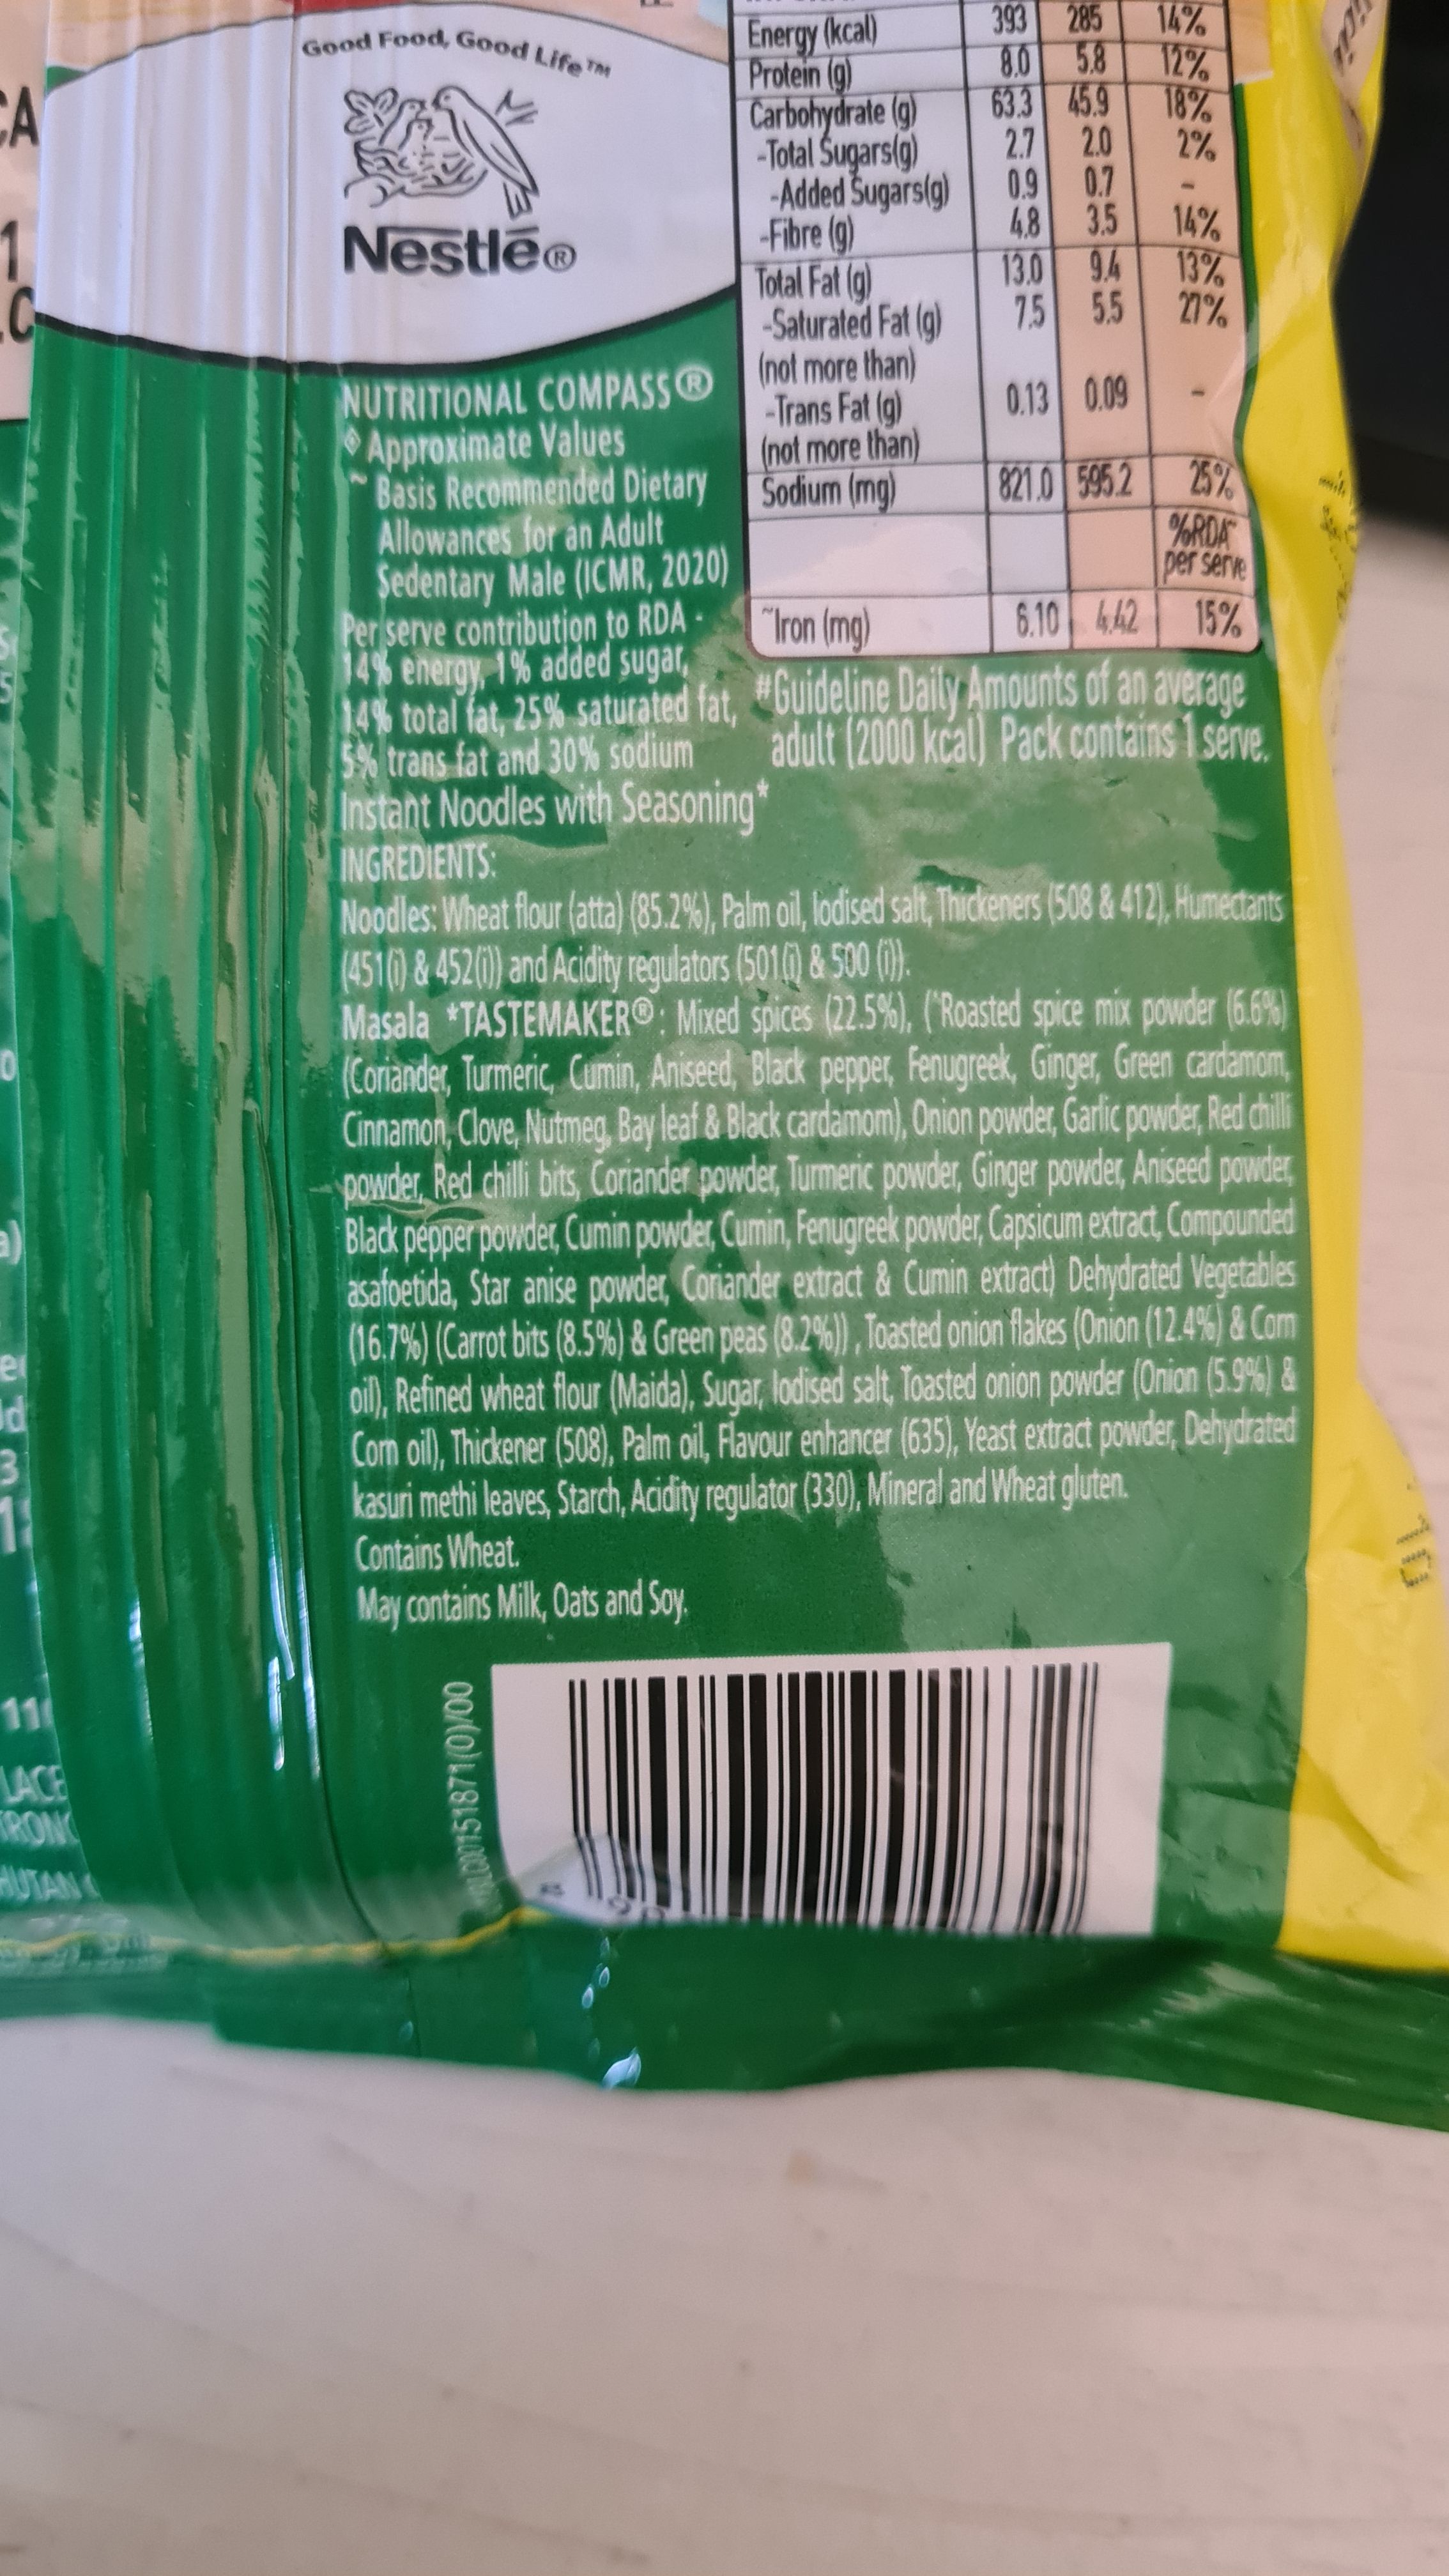 Good Food, Good Life™
Nestlé®
Energy (kcal) 393 285 14%
Protein (g) 8.0 5.8 12%
Carbohydrate (g) 63.3 45.9 18%
-Total Sugars(g) 2.7 2.0 2%
-Added Sugars(g) 0.9 0.7 -
-Fibre (g) 4.8 3.5 14%
Total Fat (g) 13.0 9.4 13%
-Saturated Fat (g) 7.5 5.5 27%
(not more than)
-Trans Fat (g) 0.13 0.09 -
(not more than)
Sodium (mg) 821.0 595.2 25%
%RDA~
per serve
~Iron (mg) 6.10 4.42 15%
#Guideline Daily Amounts of an average
adult (2000 kcal) Pack contains 1 serve.
NUTRITIONAL COMPASS®
◊ Approximate Values
~ Basis Recommended Dietary
Allowances for an Adult
Sedentary Male (ICMR, 2020)
Per serve contribution to RDA -
14% energy, 1% added sugar,
14% total fat, 25% saturated fat,
5% trans fat and 30% sodium
Instant Noodles with Seasoning*
INGREDIENTS:
Noodles: Wheat flour (atta) (85.2%), Palm oil, Iodised salt, Thickeners (508 & 412), Humectants
(451(i) & 452(i)) and Acidity regulators (501(i) & 500 (i)).
Masala *TASTEMAKER®: Mixed spices (22.5%), (^Roasted spice mix powder (6.6%)
(Coriander, Turmeric, Cumin, Aniseed, Black pepper, Fenugreek, Ginger, Green cardamom,
Cinnamon, Clove, Nutmeg, Bay leaf & Black cardamom), Onion powder, Garlic powder, Red chilli
powder, Red chilli bits, Coriander powder, Turmeric powder, Ginger powder, Aniseed powder,
Black pepper powder, Cumin powder, Cumin, Fenugreek powder, Capsicum extract, Compounded
asafoetida, Star anise powder, Coriander extract & Cumin extract) Dehydrated Vegetables
(16.7%) (Carrot bits (8.5%) & Green peas (8.2%)) , Toasted onion flakes (Onion (12.4%) & Corn
oil), Refined wheat flour (Maida), Sugar, Iodised salt, Toasted onion powder (Onion (5.9%) &
Corn oil), Thickener (508), Palm oil, Flavour enhancer (635), Yeast extract powder, Dehydrated
kasuri methi leaves, Starch, Acidity regulator (330), Mineral and Wheat gluten.
Contains Wheat.
May contains Milk, Oats and Soy.